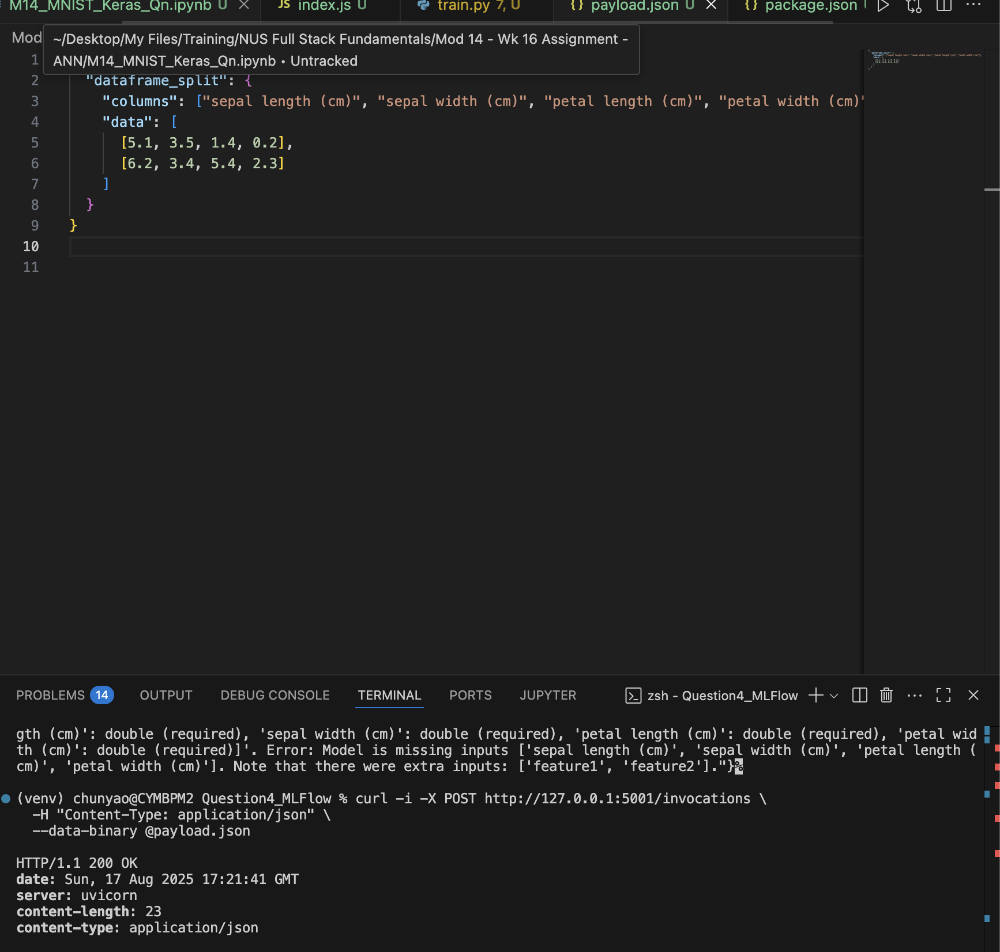 M14_MNIST_Keras_Qn.ipynb U
JS index.js U
train.py 7, U
{} payload.json U
{} package.json
Mod
~/Desktop/My Files/Training/NUS Full Stack Fundamentals/Mod 14 - Wk 16 Assignment -
ANN/M14_MNIST_Keras_Qn.ipynb • Untracked
1
2 "dataframe_split": {
3 "columns": ["sepal length (cm)", "sepal width (cm)", "petal length (cm)", "petal width (cm)"
4 "data": [
5 [5.1, 3.5, 1.4, 0.2],
6 [6.2, 3.4, 5.4, 2.3]
7 ]
8 }
9 }
10
11
PROBLEMS 14 OUTPUT DEBUG CONSOLE TERMINAL PORTS JUPYTER zsh - Question4_MLFlow
gth (cm)': double (required), 'sepal width (cm)': double (required), 'petal length (cm)': double (required), 'petal wid
th (cm)': double (required)]'. Error: Model is missing inputs ['sepal length (cm)', 'sepal width (cm)', 'petal length (
cm)', 'petal width (cm)']. Note that there were extra inputs: ['feature1', 'feature2']."}%
(venv) chunyao@CYMBPM2 Question4_MLFlow % curl -i -X POST http://127.0.0.1:5001/invocations \
-H "Content-Type: application/json" \
--data-binary @payload.json
HTTP/1.1 200 OK
date: Sun, 17 Aug 2025 17:21:41 GMT
server: uvicorn
content-length: 23
content-type: application/json